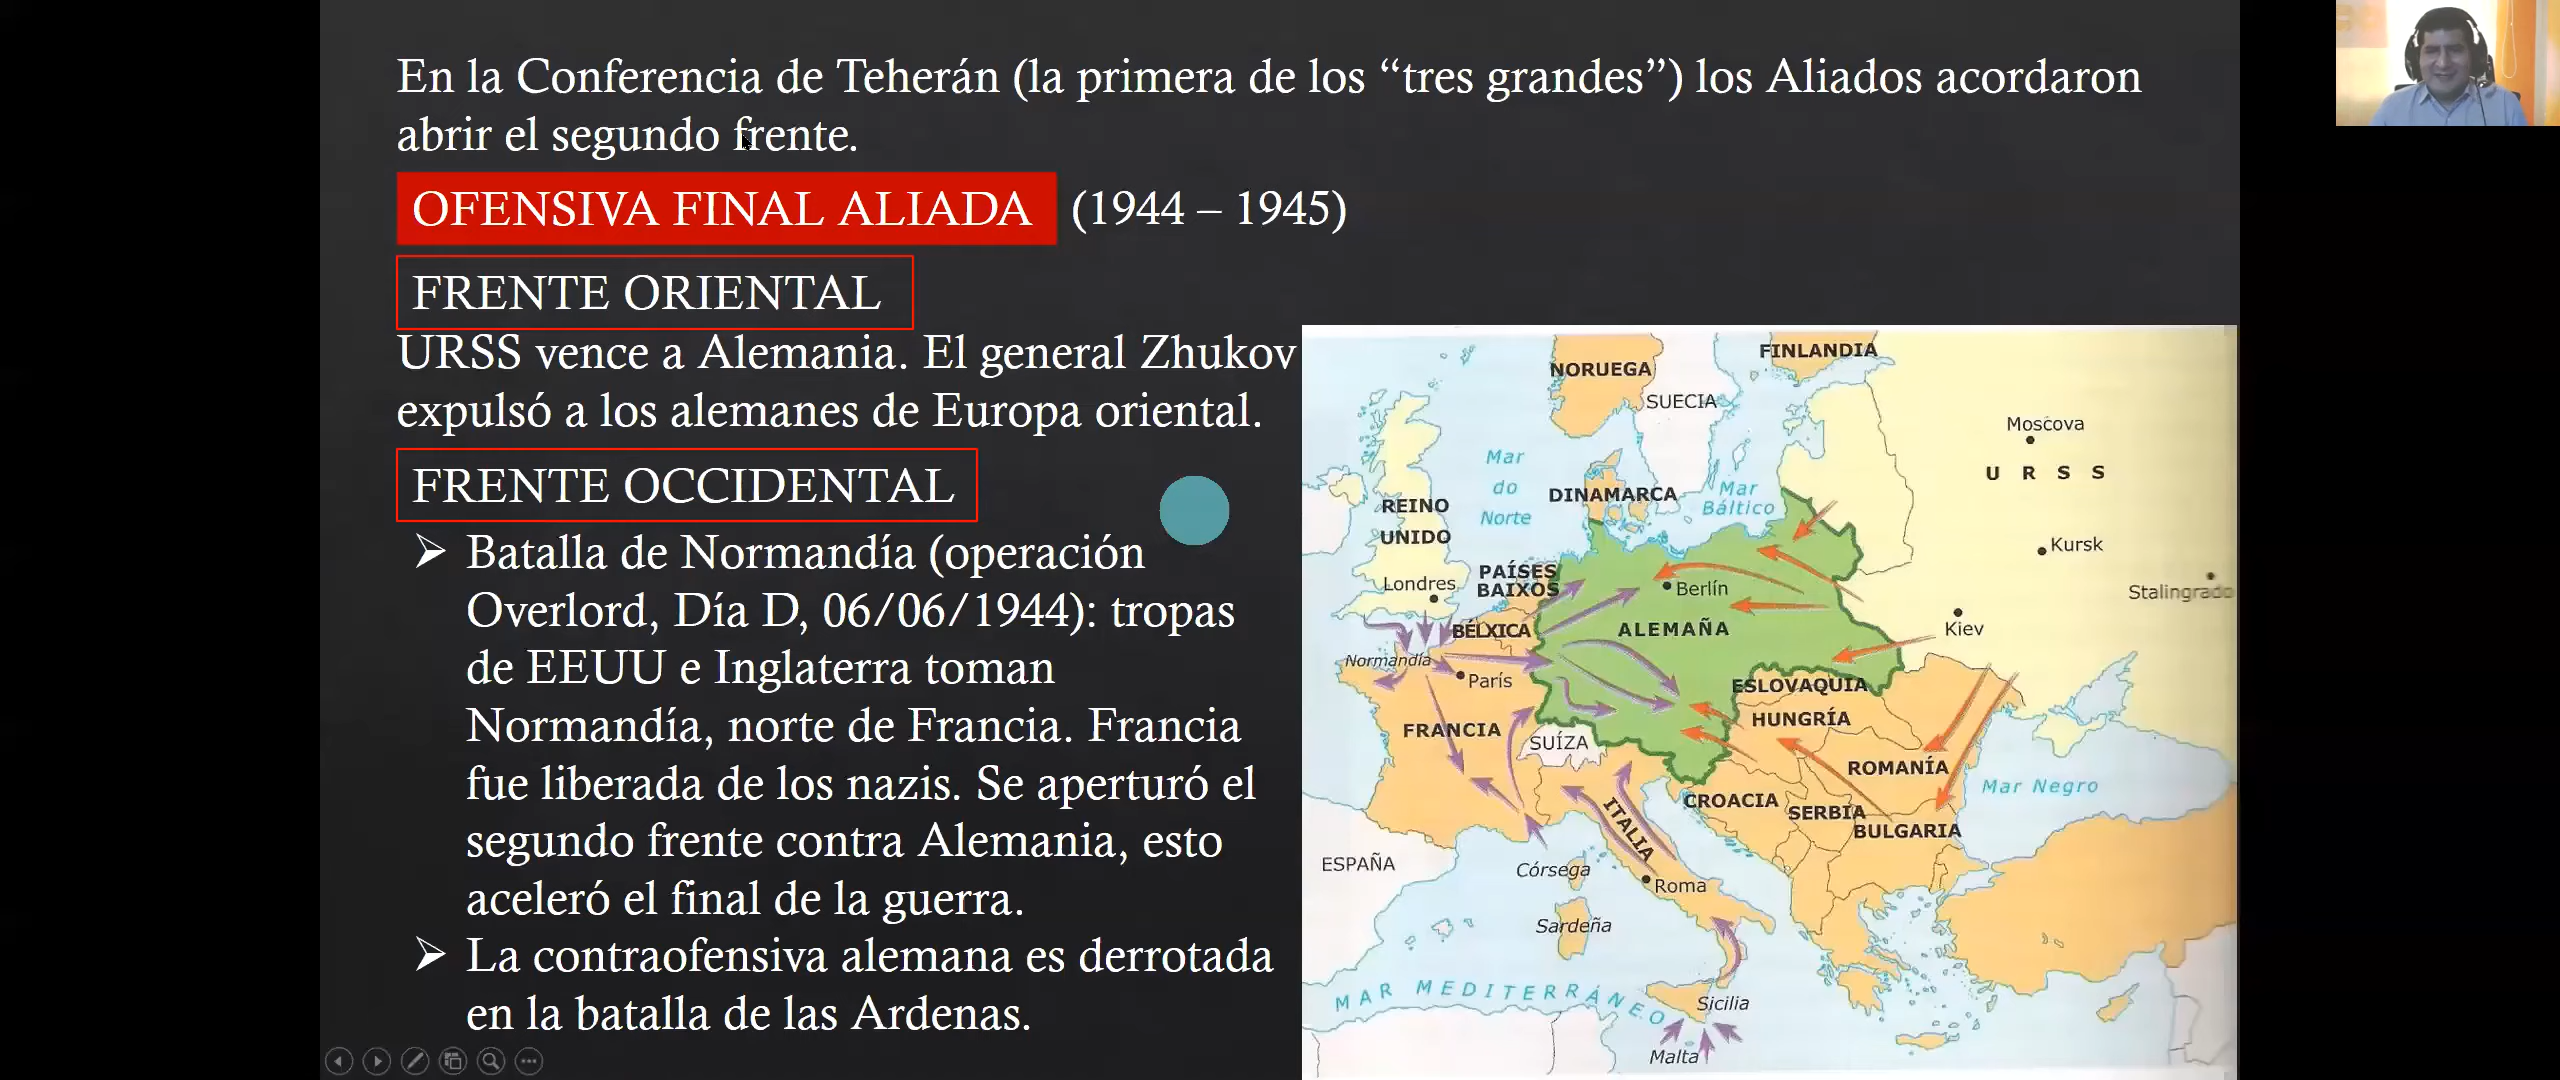 En la Conferencia de Teherán (la primera de los “tres grandes”) los Aliados acordaron
abrir el segundo frente.
OFENSIVA FINAL ALIADA (1944 – 1945)
FRENTE ORIENTAL
URSS vence a Alemania. El general Zhukov
expulsó a los alemanes de Europa oriental.
FRENTE OCCIDENTAL
➢ Batalla de Normandía (operación
Overlord, Día D, 06/06/1944): tropas
de EEUU e Inglaterra toman
Normandía, norte de Francia. Francia
fue liberada de los nazis. Se aperturó el
segundo frente contra Alemania, esto
aceleró el final de la guerra.
➢ La contraofensiva alemana es derrotada
en la batalla de las Ardenas.
NORUEGA
FINLANDIA
SUECIA
Moscova
U R S S
Mar
do
Norte
DINAMARCA
Mar
Báltico
REINO
UNIDO
Kursk
Stalingrado
PAÍSES
BAIXOS
Londres
Berlín
Kiev
BÉLXICA
ALEMAÑA
Normandía
París
ESLOVAQUIA
HUNGRÍA
FRANCIA
SUÍZA
ROMANÍA
Mar Negro
CROACIA
SERBIA
BULGARIA
ITALIA
ESPAÑA
Córsega
Roma
Sardeña
MAR MEDITERRÁNEO
Sicilia
Malta